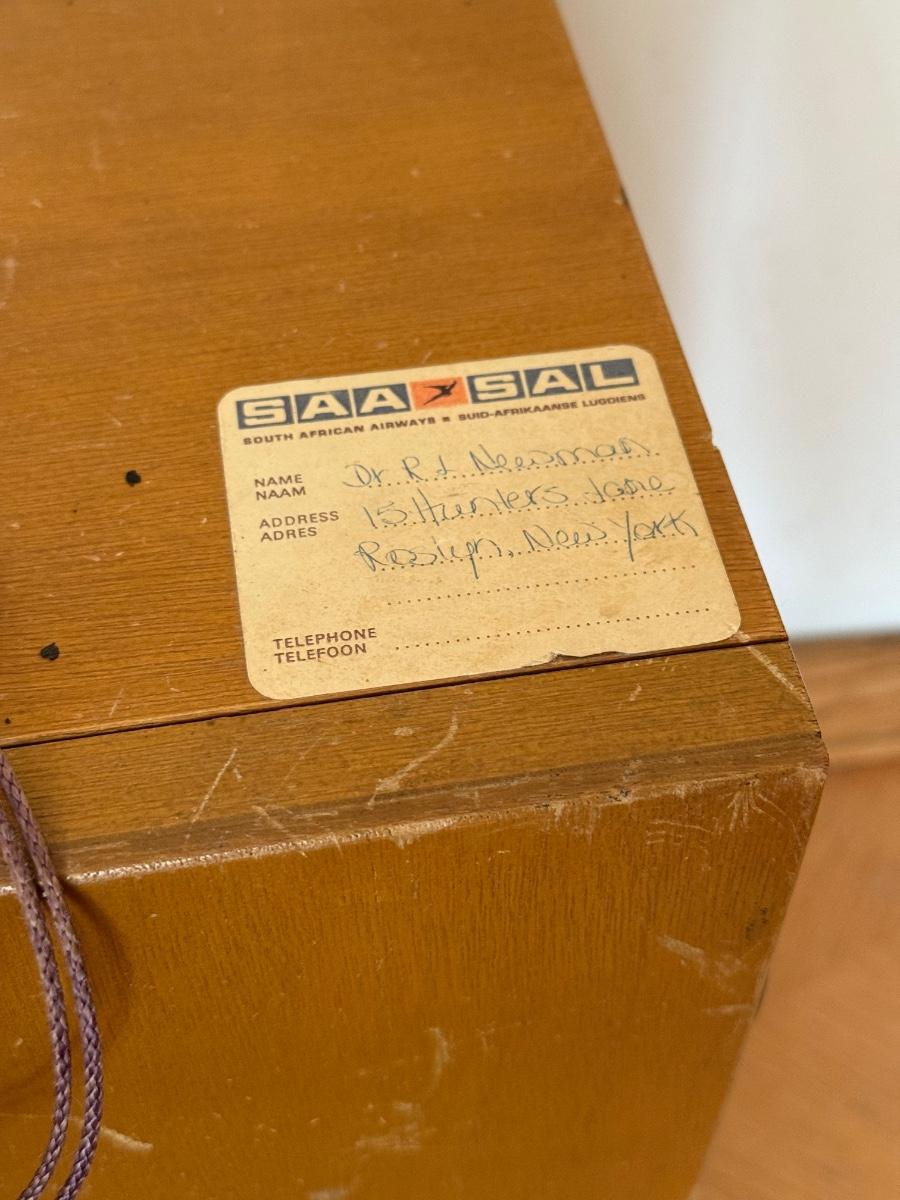 SAA SAL
SOUTH AFRICAN AIRWAYS ■ SUID-AFRIKAANSE LUGDIENS
NAME Dr. R L Newman
NAAM
ADDRESS 15 Hunters Lane
ADRES
Roslyn, New York
TELEPHONE
TELEFOON